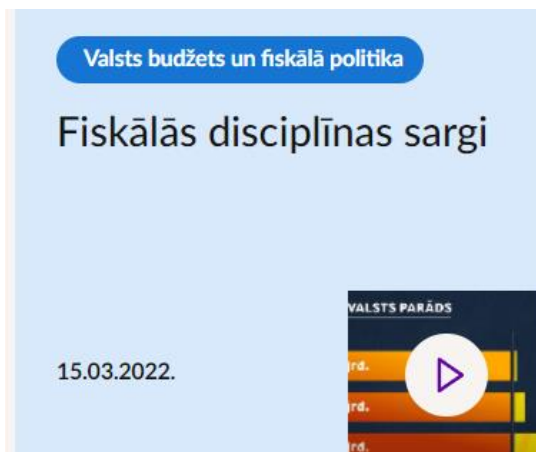 Valsts budžets un fiskālā politika
Fiskālās disciplīnas sargi
VALSTS PARĀDS
15.03.2022.
rd.
rd.
rd.